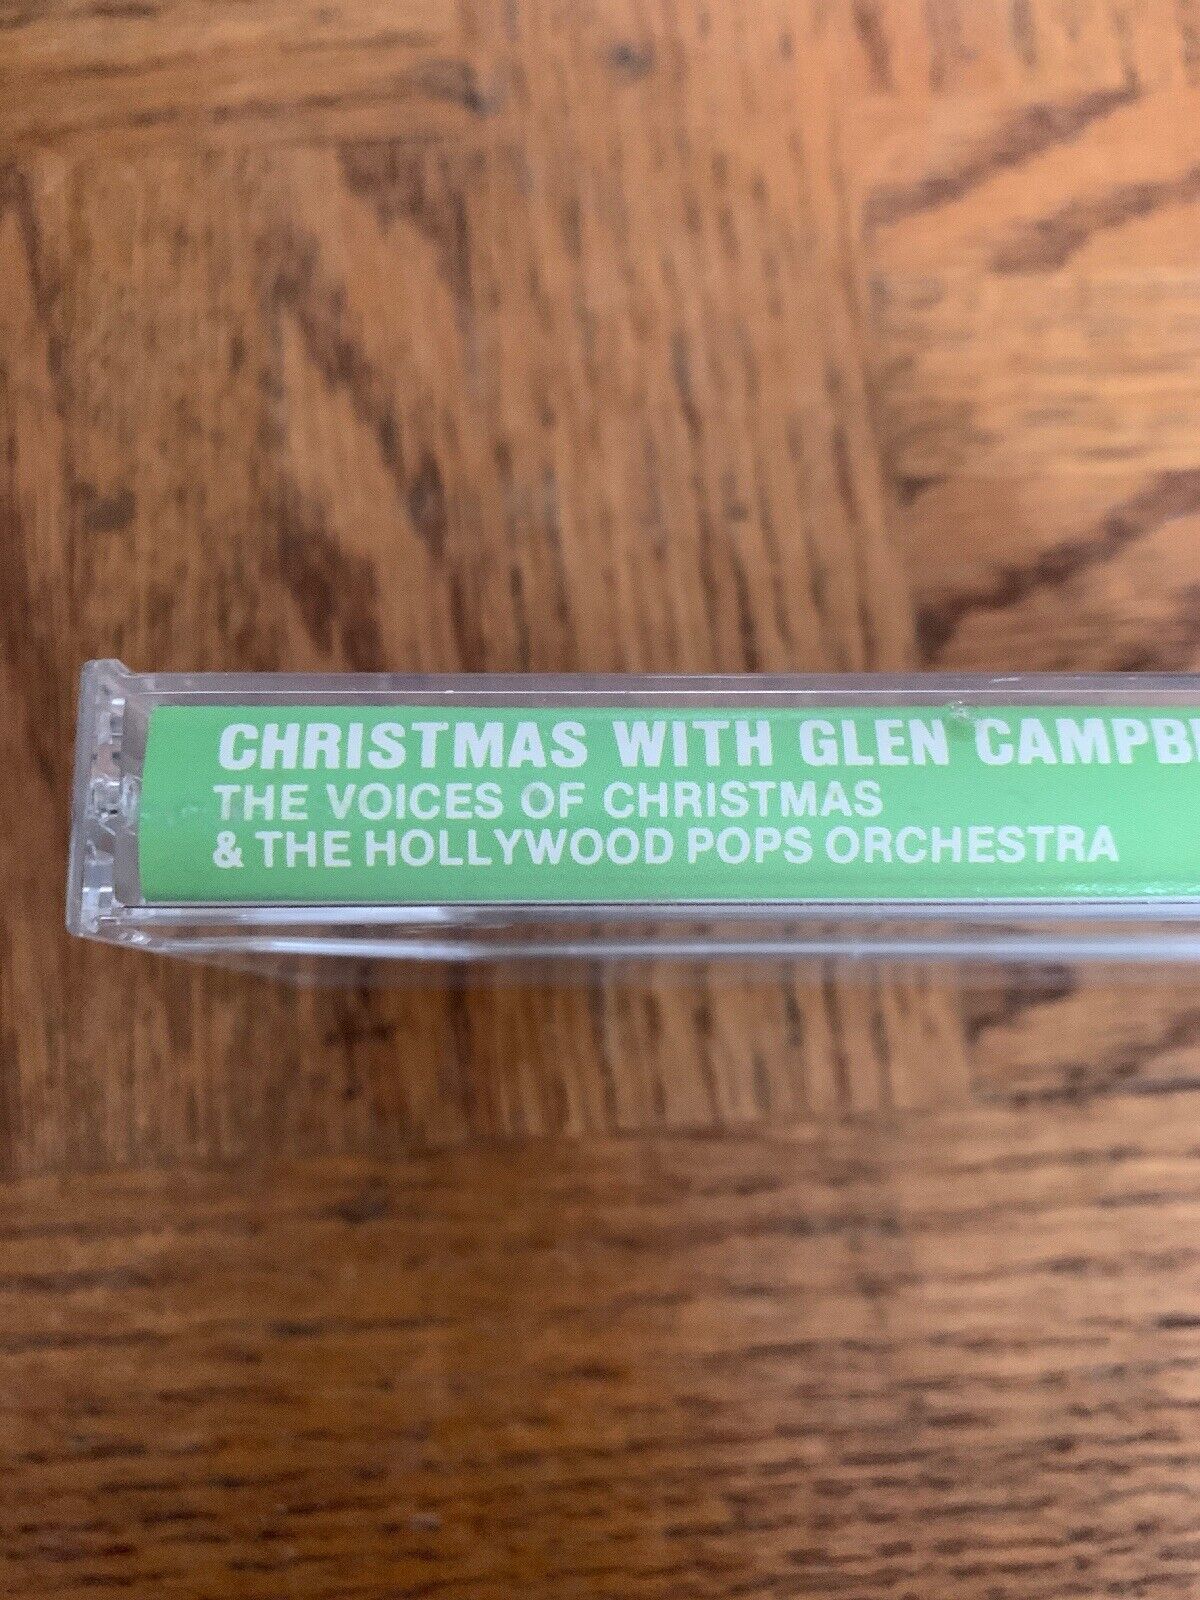 CHRISTMAS WITH GLEN CAMPB
THE VOICES OF CHRISTMAS
& THE HOLLYWOOD POPS ORCHESTRA